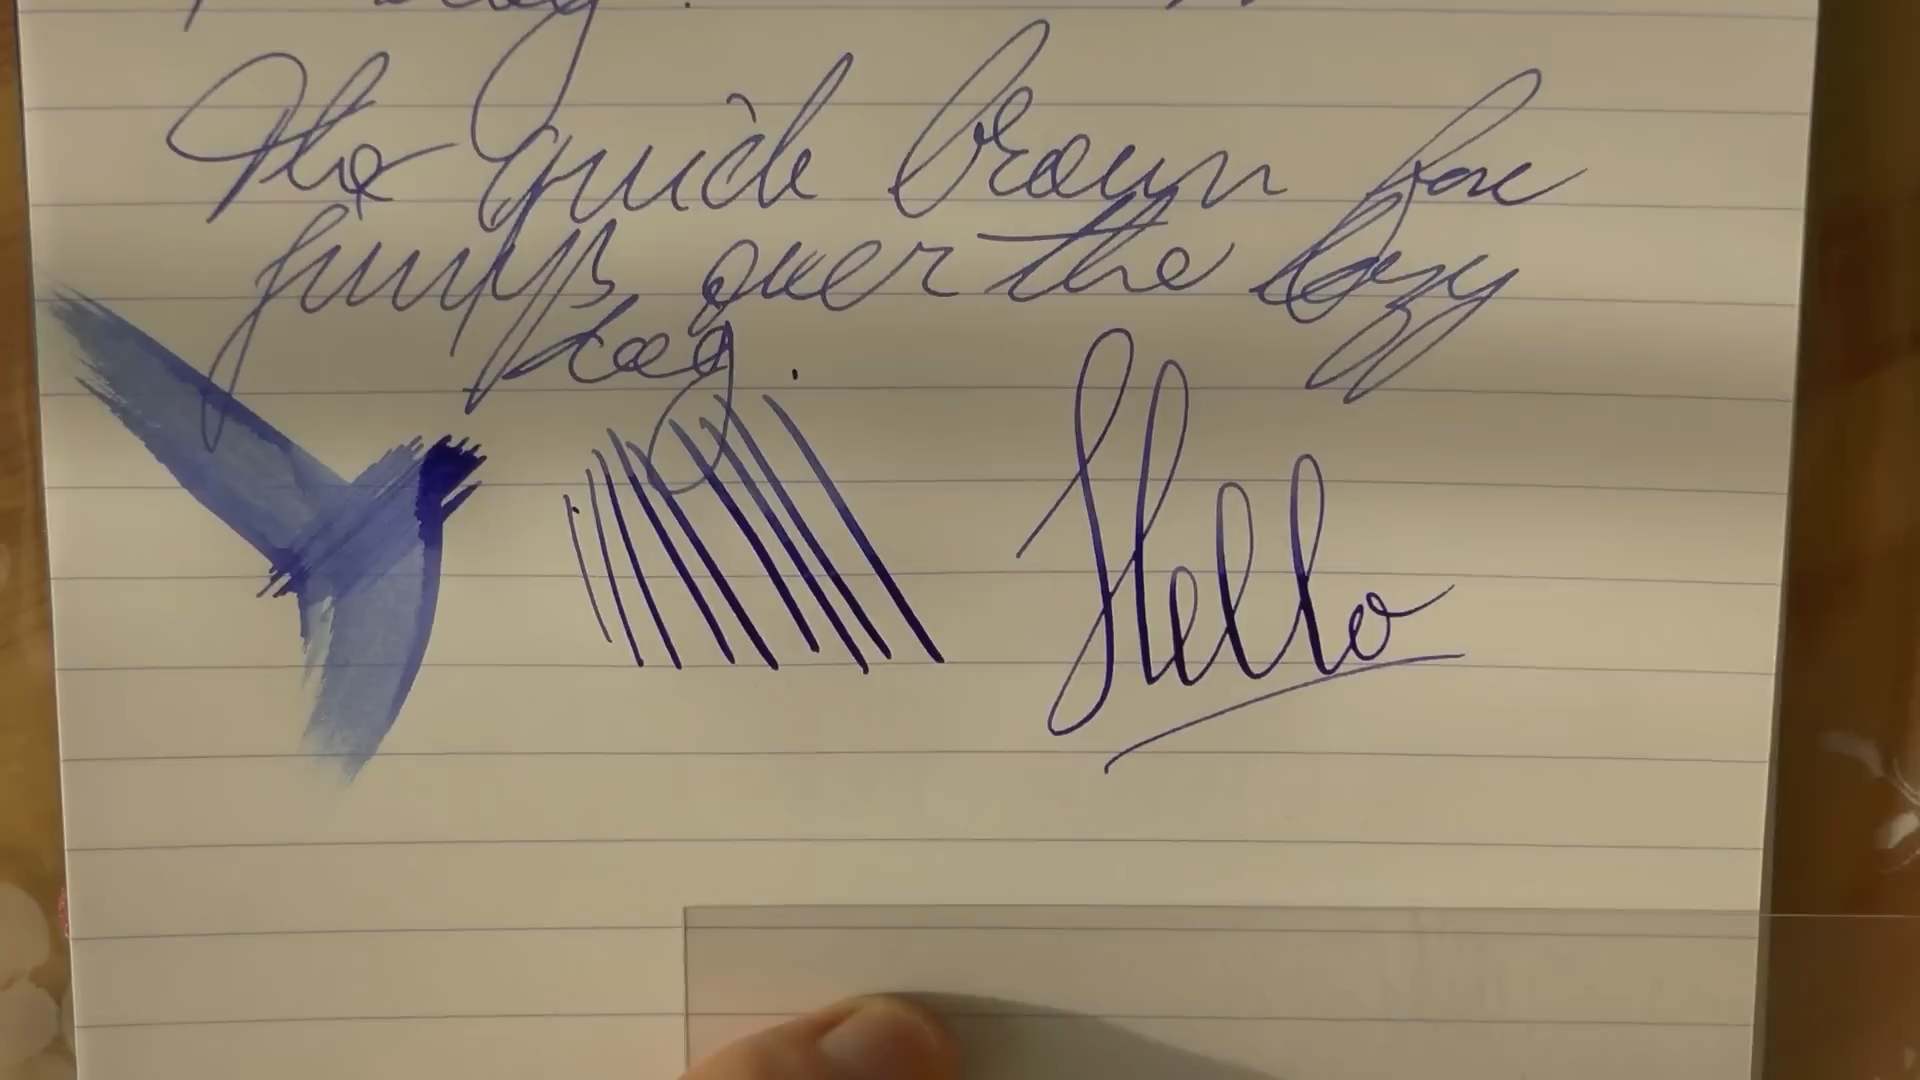 The quick brown fox
jumps over the lazy
dog.
Hello